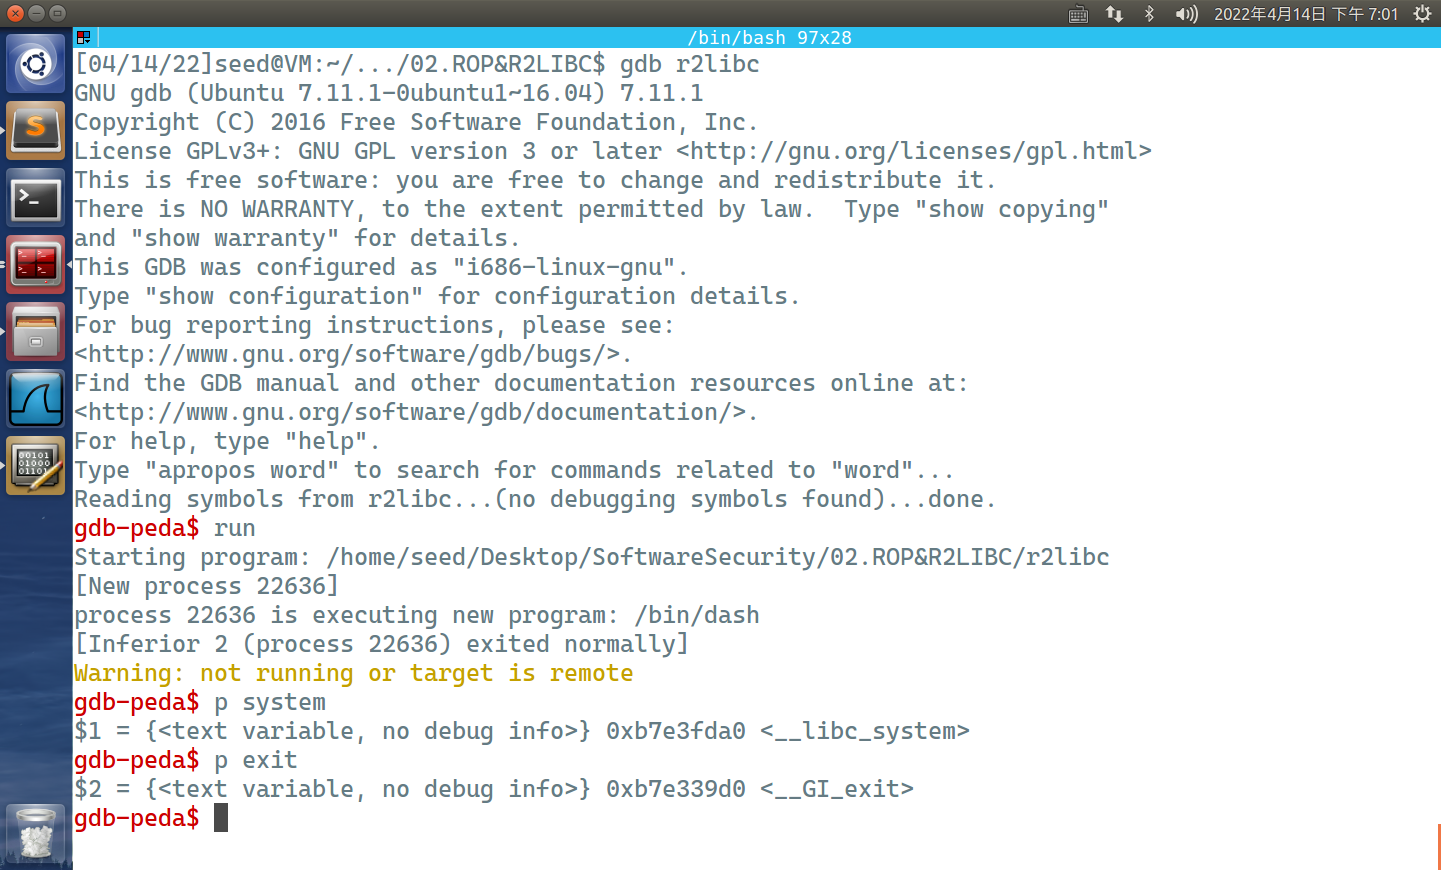 2022年4月14日 下午 7:01
/bin/bash 97x28
[04/14/22]seed@VM:~/.../02.ROP&R2LIBC$ gdb r2libc
GNU gdb (Ubuntu 7.11.1-0ubuntu1~16.04) 7.11.1
Copyright (C) 2016 Free Software Foundation, Inc.
License GPLv3+: GNU GPL version 3 or later <http://gnu.org/licenses/gpl.html>
This is free software: you are free to change and redistribute it.
There is NO WARRANTY, to the extent permitted by law.  Type "show copying"
and "show warranty" for details.
This GDB was configured as "i686-linux-gnu".
Type "show configuration" for configuration details.
For bug reporting instructions, please see:
<http://www.gnu.org/software/gdb/bugs/>.
Find the GDB manual and other documentation resources online at:
<http://www.gnu.org/software/gdb/documentation/>.
For help, type "help".
Type "apropos word" to search for commands related to "word"...
Reading symbols from r2libc...(no debugging symbols found)...done.
gdb-peda$ run
Starting program: /home/seed/Desktop/SoftwareSecurity/02.ROP&R2LIBC/r2libc
[New process 22636]
process 22636 is executing new program: /bin/dash
[Inferior 2 (process 22636) exited normally]
Warning: not running or target is remote
gdb-peda$ p system
$1 = {<text variable, no debug info>} 0xb7e3fda0 <__libc_system>
gdb-peda$ p exit
$2 = {<text variable, no debug info>} 0xb7e339d0 <__GI_exit>
gdb-peda$
S
>_
00101
01000
01101